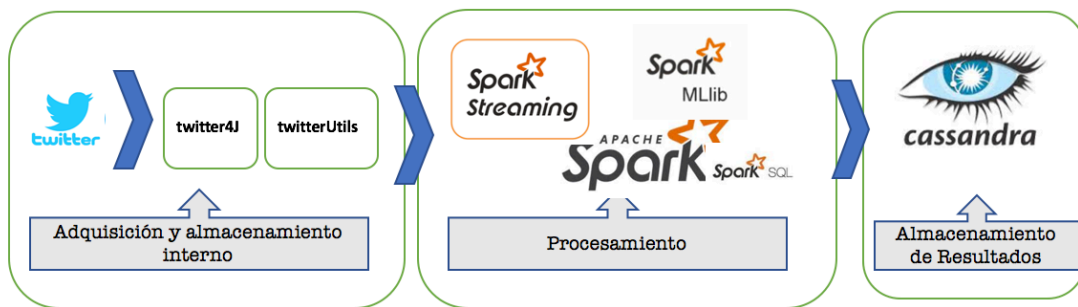 twitter
twitter4J
twitterUtils
Adquisición y almacenamiento
interno
Spark
Streaming
Spark
MLlib
APACHE
Spark
Spark SQL
Procesamiento
cassandra
Almacenamiento
de Resultados